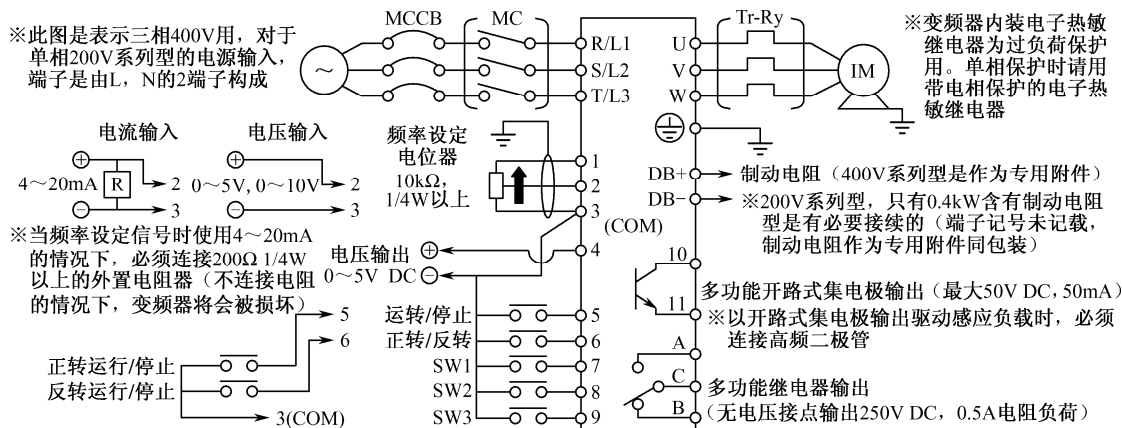 ※此图是表示三相400V用，对于
单相200V系列型的电源输入，
端子是由L，N的2端子构成
MCCB
MC
R/L1
S/L2
T/L3
U
V
W
Tr-Ry
IM
※变频器内装电子热敏
继电器为过负荷保护
用。单相保护时请用
带电相保护的电子热
敏继电器
电流输入
4～20mA
R
2
3
电压输入
0～5V, 0～10V
2
3
※当频率设定信号时使用4～20mA
的情况下，必须连接200Ω 1/4W
以上的外置电阻器（不连接电阻
的情况下，变频器将会被损坏）
频率设定
电位器
10kΩ，
1/4W以上
1
2
3
(COM)
4
电压输出
0～5V DC
DB+
制动电阻（400V系列型是作为专用附件）
DB−
※200V系列型，只有0.4kW含有制动电阻
型是有必要接续的（端子记号未记载，
制动电阻作为专用附件同包装）
10
11
多功能开路式集电极输出（最大50V DC, 50mA）
※以开路式集电极输出驱动感应负载时，必须
连接高频二极管
5
6
正转运行/停止
反转运行/停止
3(COM)
运转/停止
5
正转/反转
6
SW1
7
SW2
8
SW3
9
A
C
B
多功能继电器输出
（无电压接点输出250V DC，0.5A电阻负荷）